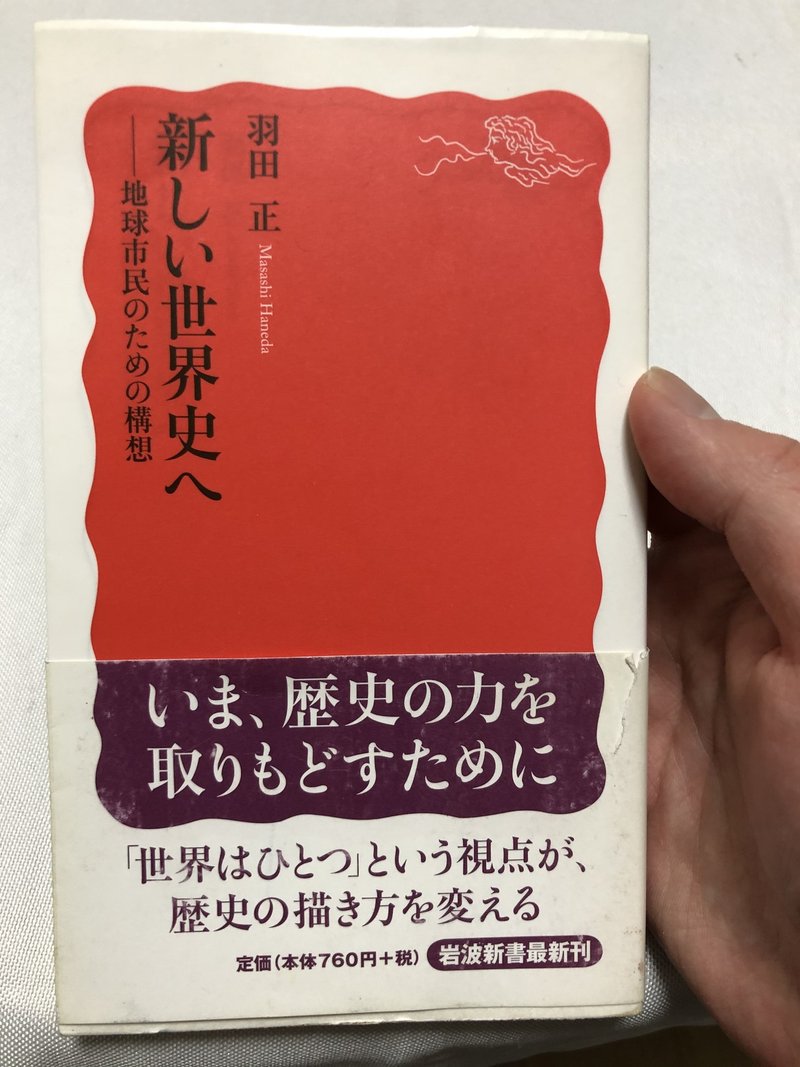 羽田 正 Masashi Haneda
新しい世界史へ
――地球市民のための構想
いま、歴史の力を
取りもどすために
「世界はひとつ」という視点が、
歴史の描き方を変える
定価(本体760円+税) 岩波新書最新刊